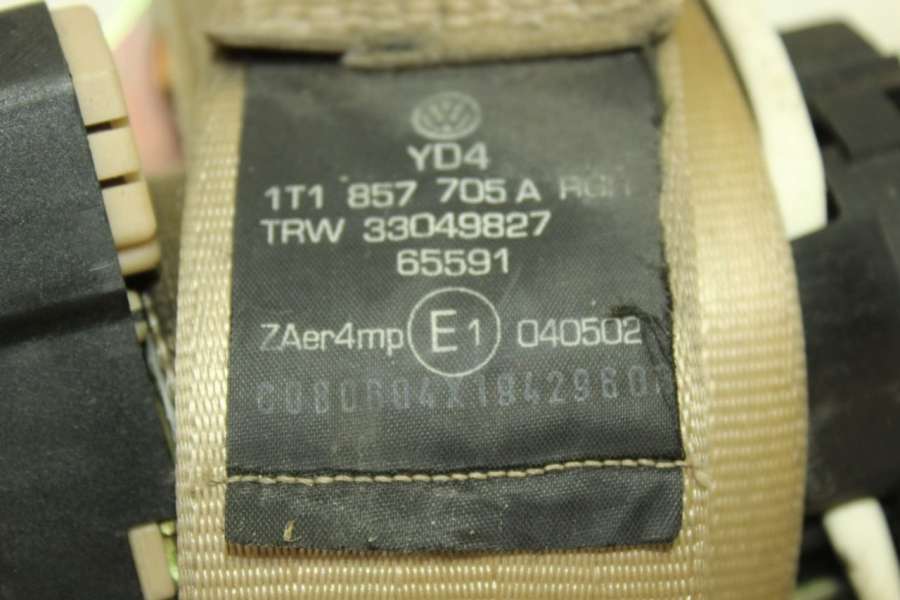 YD4
1T1 857 705 A
TRW 33049827
65591
ZAer4mp E1 040502